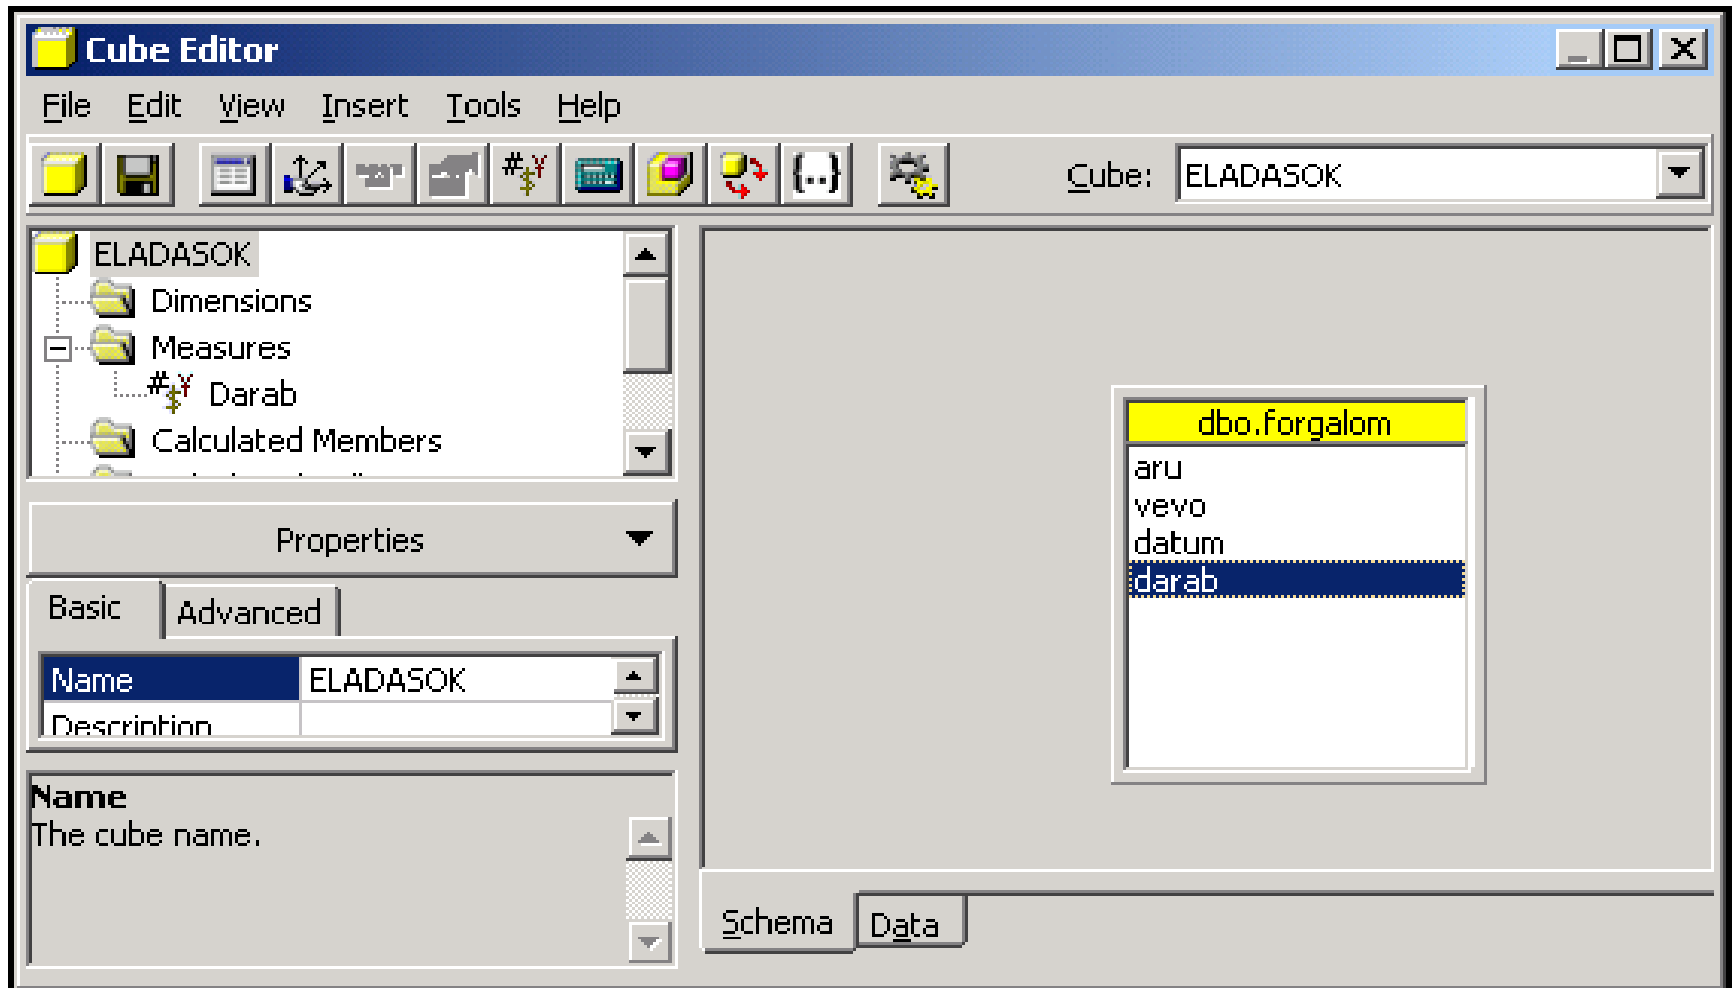 Cube Editor
File Edit View Insert Tools Help
Cube: ELADASOK
ELADASOK
Dimensions
Measures
Darab
Calculated Members
Properties
Basic Advanced
Name ELADASOK
Description
Name
The cube name.
dbo.forgalom
aru
vevo
datum
darab
Schema Data